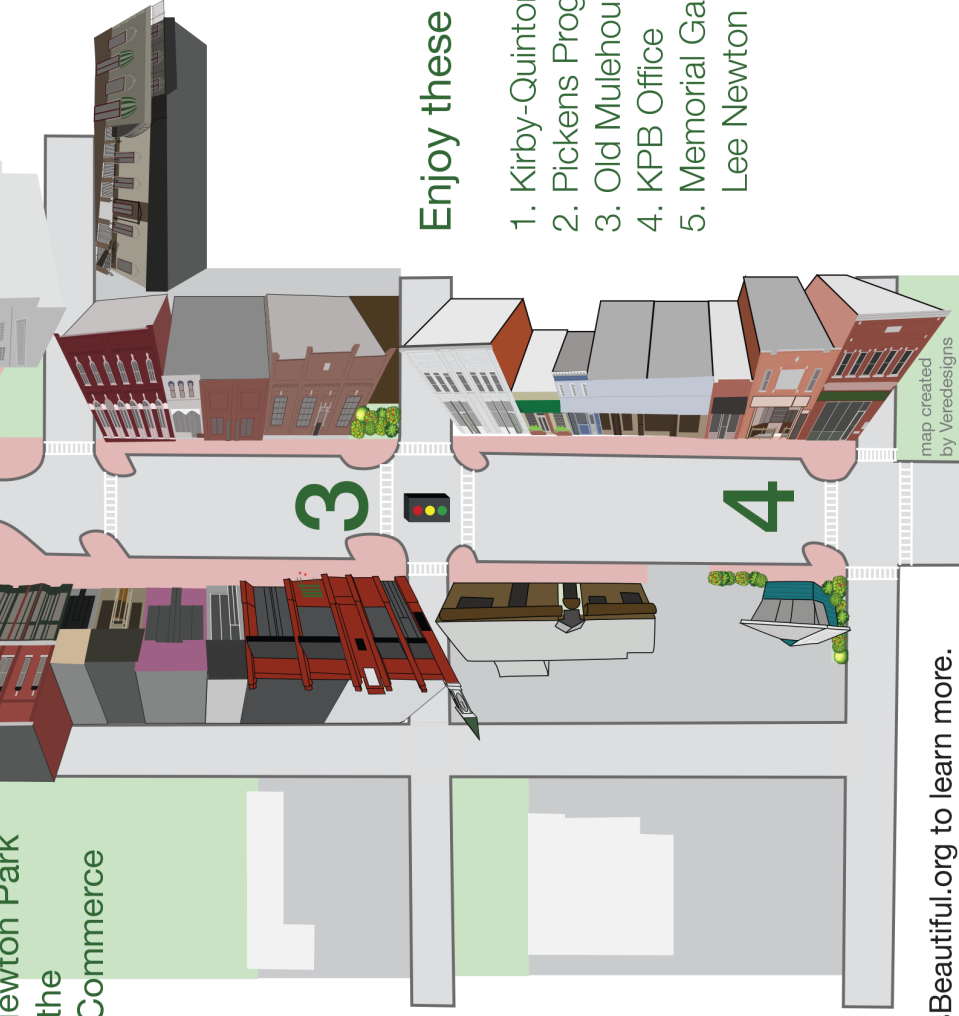 Enjoy these
1. Kirby-Quinton
2. Pickens Prog
3. Old Mulehou
4. KPB Office
5. Memorial Ga
Lee Newton
3
4
ewton Park
the
Commerce
map created
by Veredesigns
Beautiful.org to learn more.